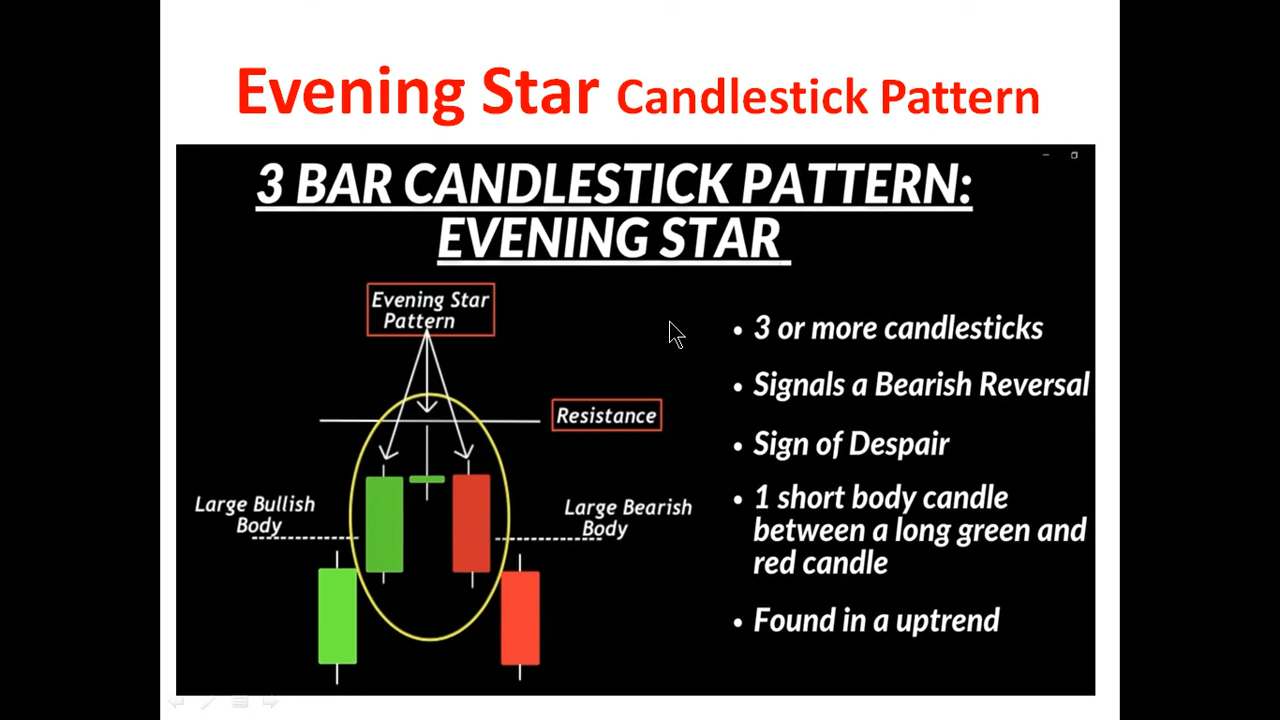 Evening Star Candlestick Pattern
3 BAR CANDLESTICK PATTERN:
EVENING STAR
Evening Star
Pattern
Resistance
Large Bullish
Body
Large Bearish
Body
• 3 or more candlesticks
• Signals a Bearish Reversal
• Sign of Despair
• 1 short body candle
between a long green and
red candle
• Found in a uptrend